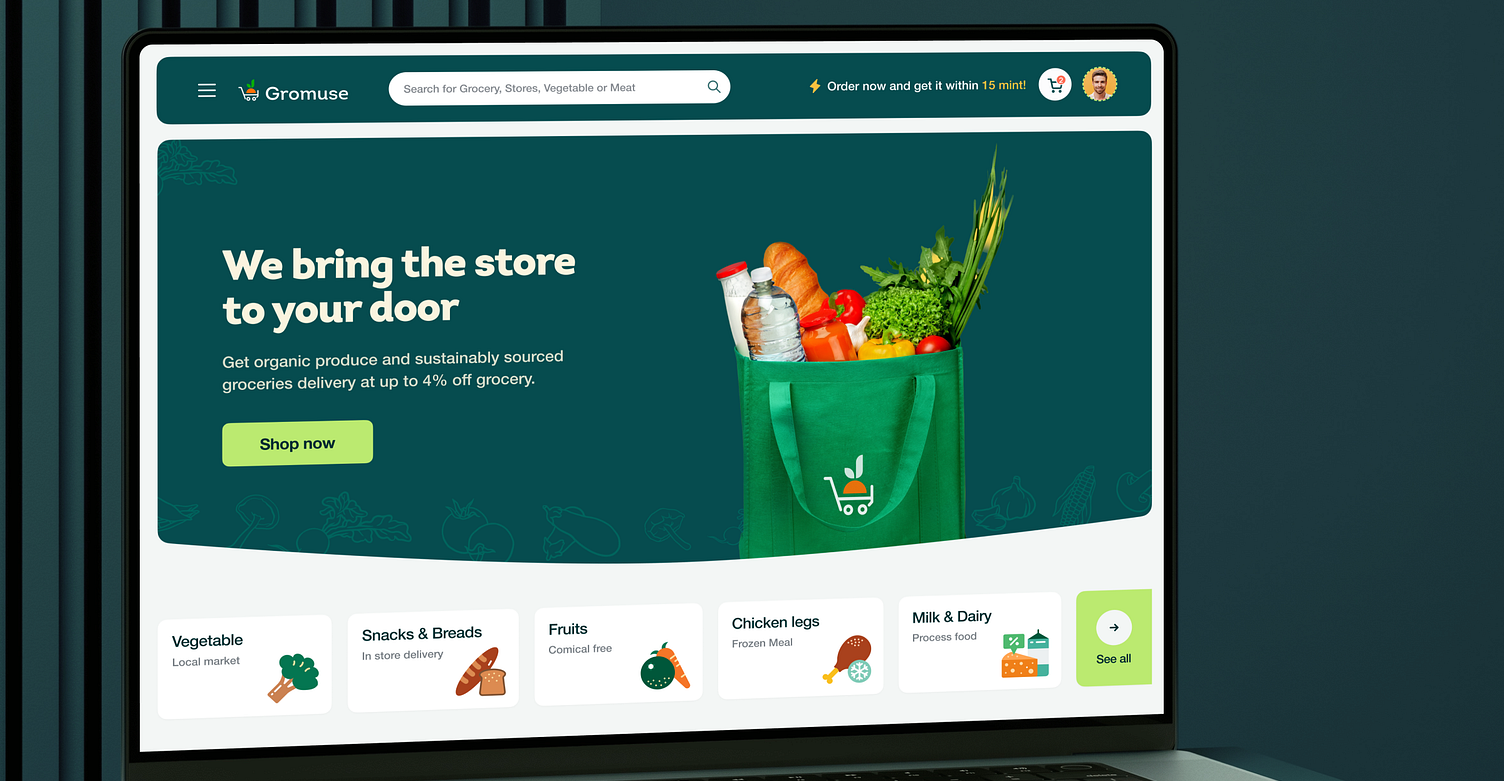 Gromuse
Search for Grocery, Stores, Vegetable or Meat
Order now and get it within 15 mint!
2
We bring the store
to your door
Get organic produce and sustainably sourced
groceries delivery at up to 4% off grocery.
Shop now
Vegetable
Local market
Snacks & Breads
In store delivery
Fruits
Comical free
Chicken legs
Frozen Meal
Milk & Dairy
Process food
%
See all